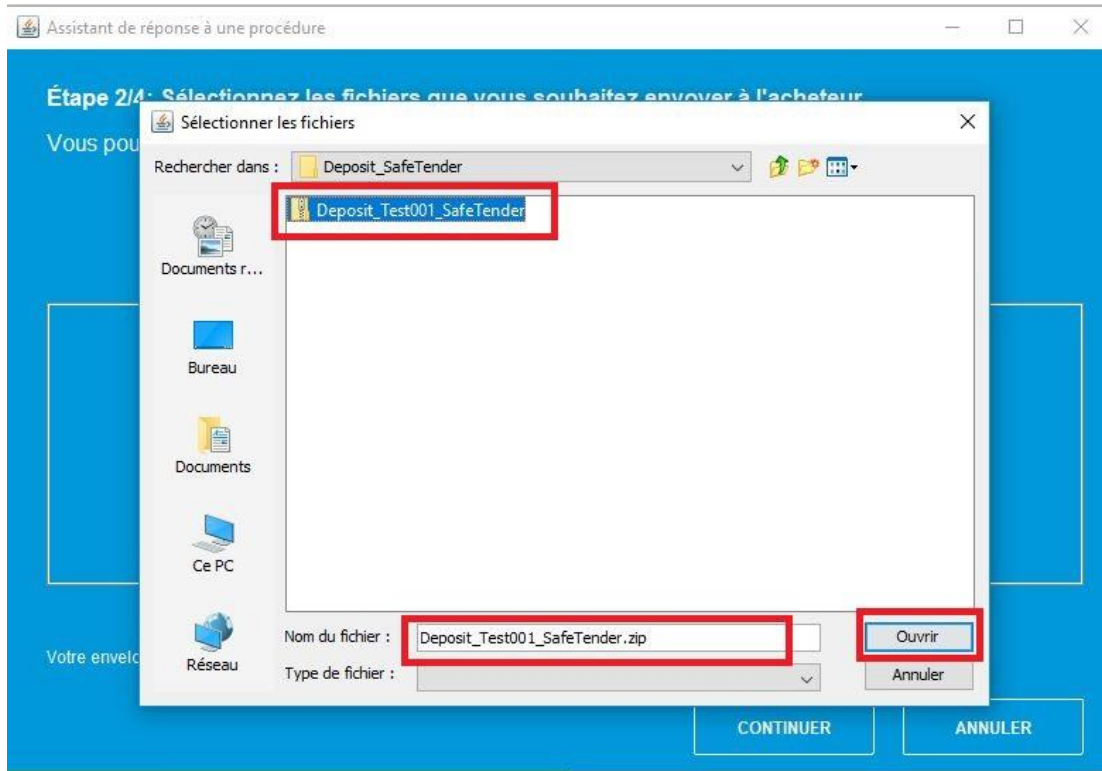 Assistant de réponse à une procédure
Étape 2/4: Sélectionnez les fichiers que vous souhaitez envoyer à l'acheteur
Vous pou
Sélectionner les fichiers
Rechercher dans :
Deposit_SafeTender
Deposit_Test001_SafeTender
Documents r...
Bureau
Documents
Ce PC
Réseau
Nom du fichier :
Deposit_Test001_SafeTender.zip
Ouvrir
Type de fichier :
Annuler
Votre envelo
CONTINUER
ANNULER